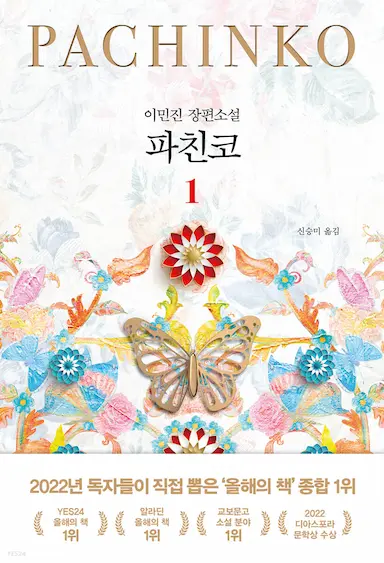 PACHINKO
이민진 장편소설
파친코
1
신승미 옮김
2022년 독자들이 직접 뽑은 '올해의 책' 종합 1위
YES24
올해의 책
1위
알라딘
올해의 책
1위
교보문고
소설 분야
1위
2022
디아스포라
문학상 수상
YES24